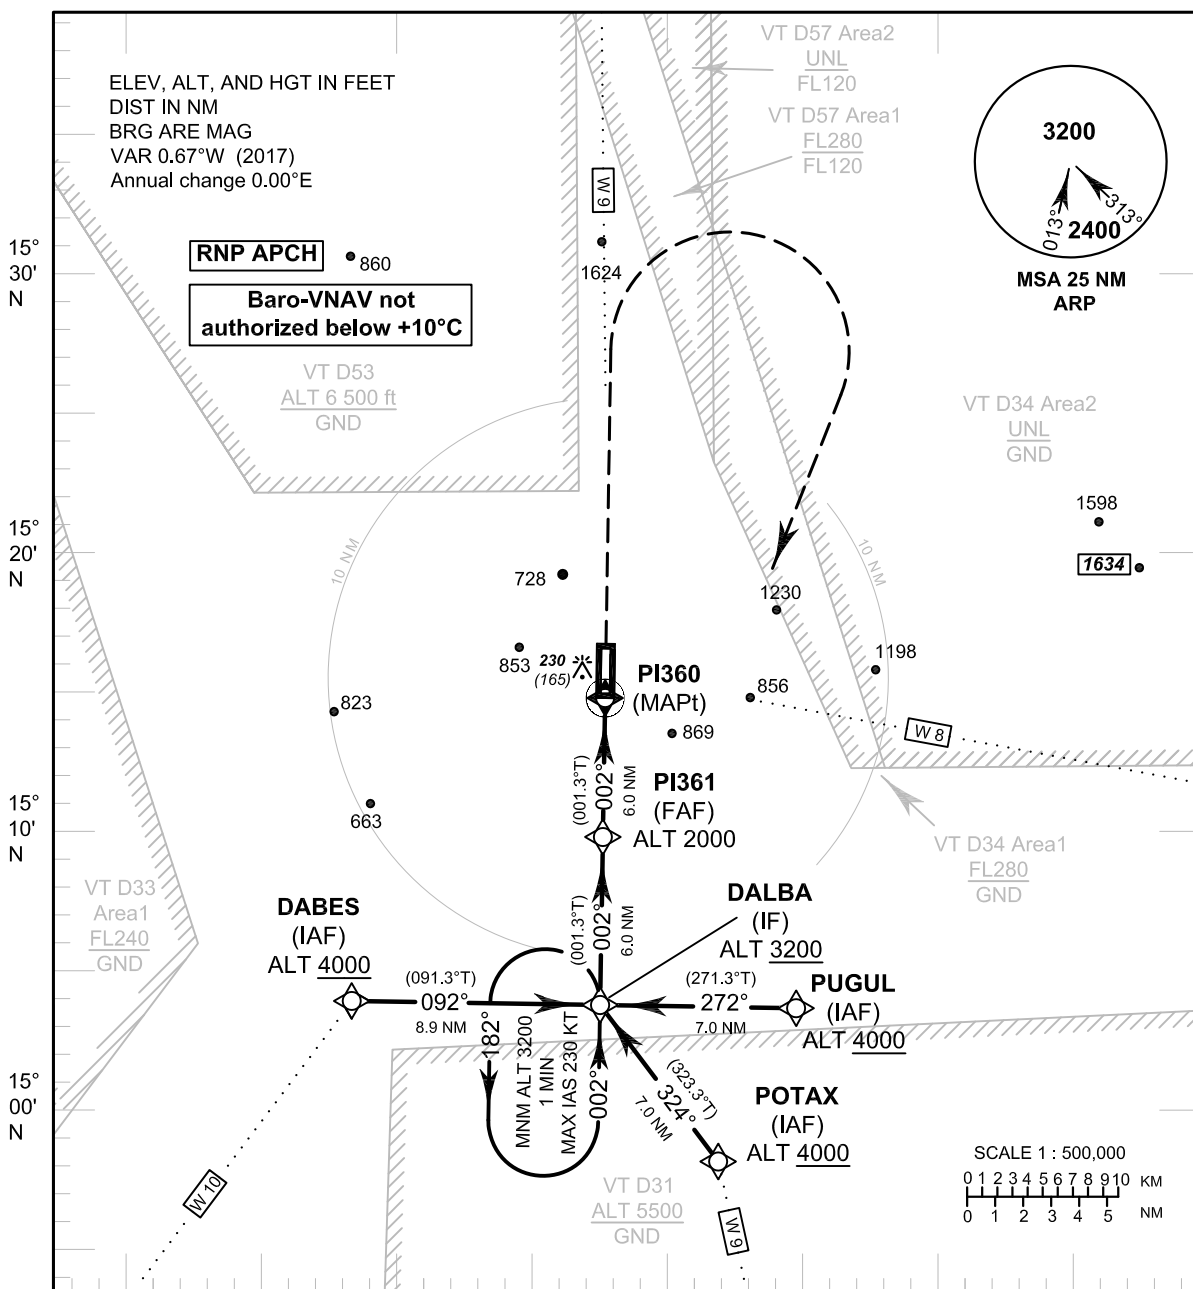 ELEV, ALT, AND HGT IN FEET
DIST IN NM
BRG ARE MAG
VAR 0.67°W (2017)
Annual change 0.00°E
VT D57 Area2
UNL
FL120
VT D57 Area1
FL280
FL120
3200
013°
313°
2400
MSA 25 NM
ARP
W 9
15°
30'
N
RNP APCH
860
1624
Baro-VNAV not
authorized below +10°C
VT D53
ALT 6 500 ft
GND
VT D34 Area2
UNL
GND
15°
20'
N
10 NM
10 NM
1598
1634
728
1230
853
230
(165)
PI360
(MAPt)
1198
856
823
869
W 8
(001.3°T)
002°
6.0 NM
PI361
(FAF)
ALT 2000
15°
10'
N
663
VT D34 Area1
FL280
GND
VT D33
Area1
FL240
GND
DABES
(IAF)
ALT 4000
(001.3°T)
002°
6.0 NM
DALBA
(IF)
ALT 3200
(091.3°T)
092°
8.9 NM
(271.3°T)
272°
7.0 NM
PUGUL
(IAF)
ALT 4000
182°
MNM ALT 3200
1 MIN
MAX IAS 230 KT
002°
(323.3°T)
324°
7.0 NM
POTAX
(IAF)
ALT 4000
15°
00'
N
W 10
VT D31
ALT 5500
GND
W 9
SCALE 1 : 500,000
0 1 2 3 4 5 6 7 8 9 10 KM
0 1 2 3 4 5 NM